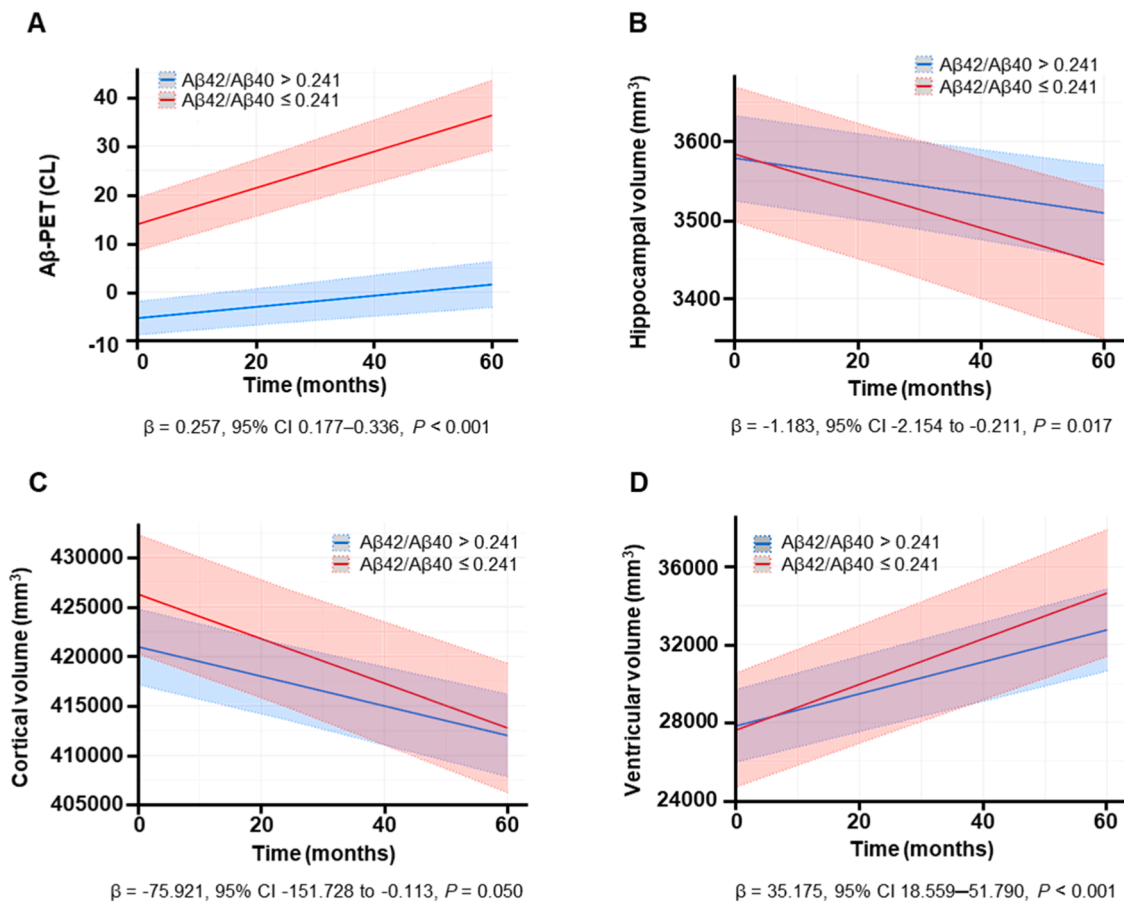 A
Aβ42/Aβ40 > 0.241
Aβ42/Aβ40 ≤ 0.241
Aβ-PET (CL)
40
30
20
10
0
-10
0 20 40 60
Time (months)
β = 0.257, 95% CI 0.177–0.336, P < 0.001
B
Aβ42/Aβ40 > 0.241
Aβ42/Aβ40 ≤ 0.241
Hippocampal volume (mm³)
3600
3500
3400
0 20 40 60
Time (months)
β = -1.183, 95% CI -2.154 to -0.211, P = 0.017
C
Aβ42/Aβ40 > 0.241
Aβ42/Aβ40 ≤ 0.241
Cortical volume (mm³)
430000
425000
420000
415000
410000
405000
0 20 40 60
Time (months)
β = -75.921, 95% CI -151.728 to -0.113, P = 0.050
D
Aβ42/Aβ40 > 0.241
Aβ42/Aβ40 ≤ 0.241
Ventricular volume (mm³)
36000
32000
28000
24000
0 20 40 60
Time (months)
β = 35.175, 95% CI 18.559—51.790, P < 0.001